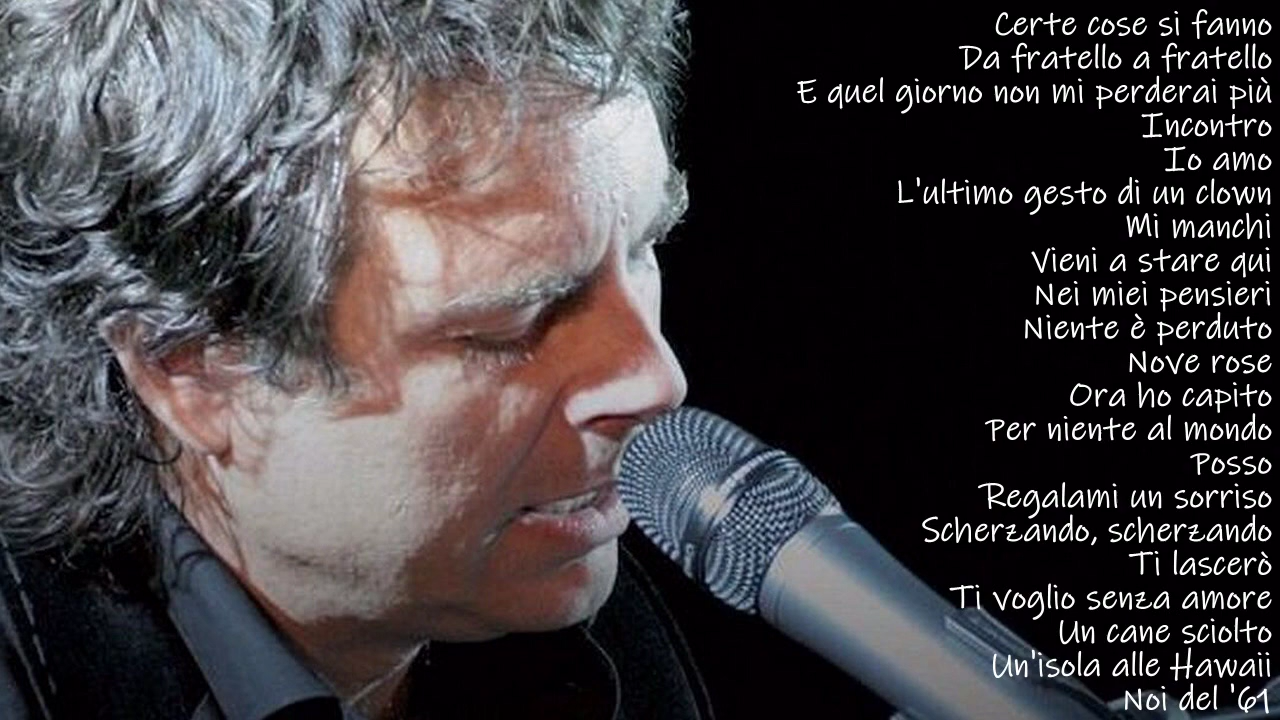 Certe cose si fanno
Da fratello a fratello
E quel giorno non mi perderai più
Incontro
Io amo
L'ultimo gesto di un clown
Mi manchi
Vieni a stare qui
Nei miei pensieri
Niente è perduto
Nove rose
Ora ho capito
Per niente al mondo
Posso
Regalami un sorriso
Scherzando, scherzando
Ti lascerò
Ti voglio senza amore
Un cane sciolto
Un'isola alle Hawaii
Noi del '61